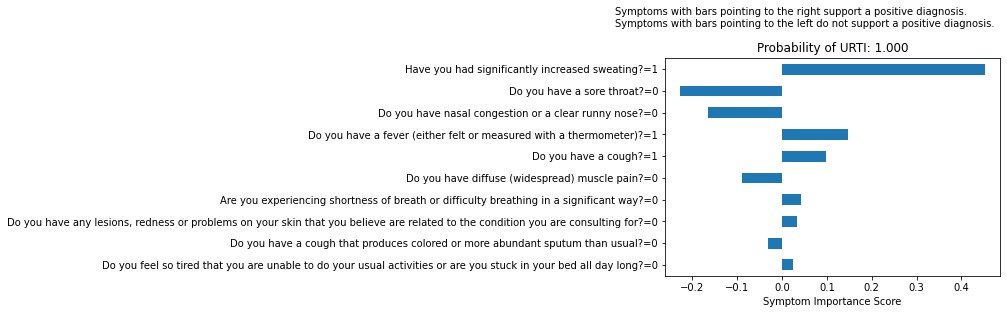 Symptoms with bars pointing to the right support a positive diagnosis.
Symptoms with bars pointing to the left do not support a positive diagnosis.
Probability of URTI: 1.000
Have you had significantly increased sweating?=1
Do you have a sore throat?=0
Do you have nasal congestion or a clear runny nose?=0
Do you have a fever (either felt or measured with a thermometer)?=1
Do you have a cough?=1
Do you have diffuse (widespread) muscle pain?=0
Are you experiencing shortness of breath or difficulty breathing in a significant way?=0
Do you have any lesions, redness or problems on your skin that you believe are related to the condition you are consulting for?=0
Do you have a cough that produces colored or more abundant sputum than usual?=0
Do you feel so tired that you are unable to do your usual activities or are you stuck in your bed all day long?=0
−0.2 −0.1 0.0 0.1 0.2 0.3 0.4
Symptom Importance Score